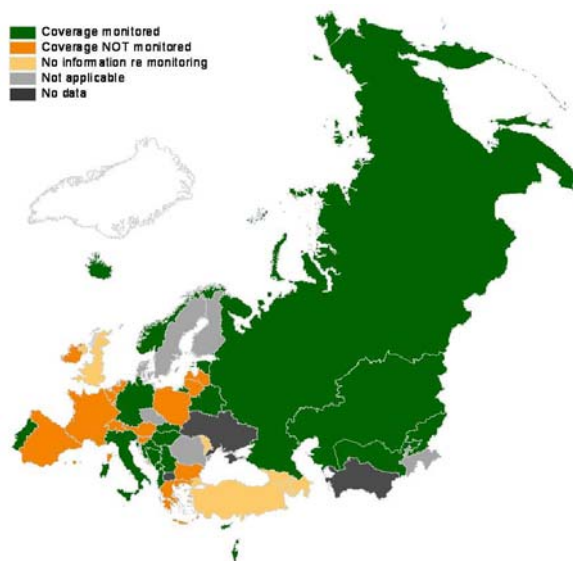 Coverage monitored
Coverage NOT monitored
No information re monitoring
Not applicable
No data